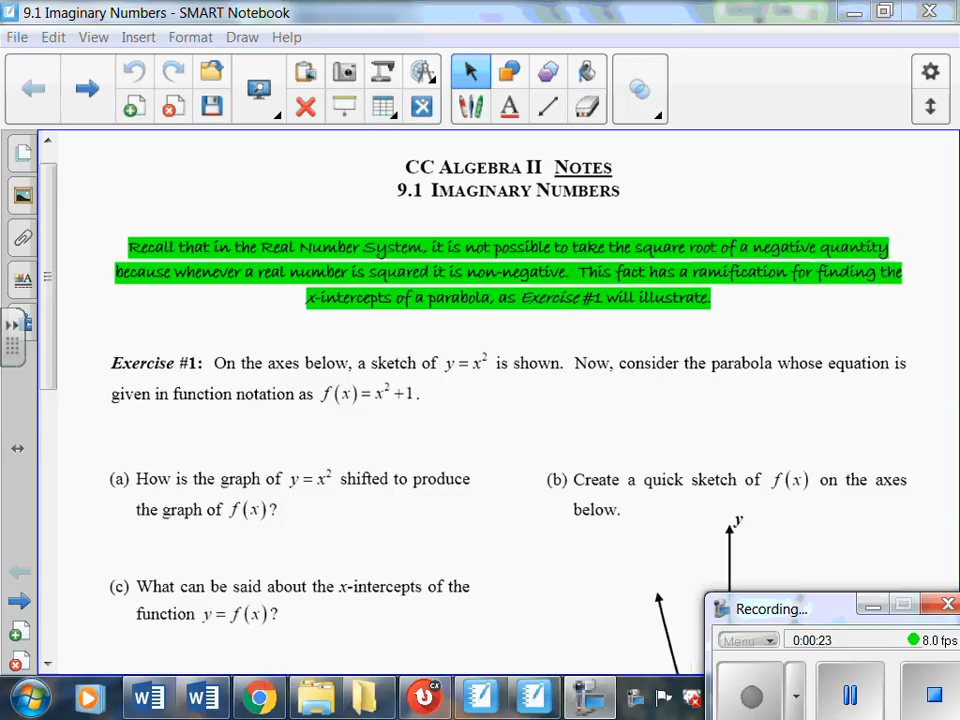 9.1 Imaginary Numbers - SMART Notebook
File Edit View Insert Format Draw Help
CC ALGEBRA II NOTES
9.1 IMAGINARY NUMBERS
Recall that in the Real Number System, it is not possible to take the square root of a negative quantity
because whenever a real number is squared it is non-negative. This fact has a ramification for finding the
x-intercepts of a parabola, as Exercise #1 will illustrate.
Exercise #1: On the axes below, a sketch of y = x² is shown. Now, consider the parabola whose equation is
given in function notation as f(x) = x² + 1.
(a) How is the graph of y = x² shifted to produce
the graph of f(x)?
(b) Create a quick sketch of f(x) on the axes
below.
y
(c) What can be said about the x-intercepts of the
function y = f(x)?
Recording...
Menu
0:00:23
8.0 fps